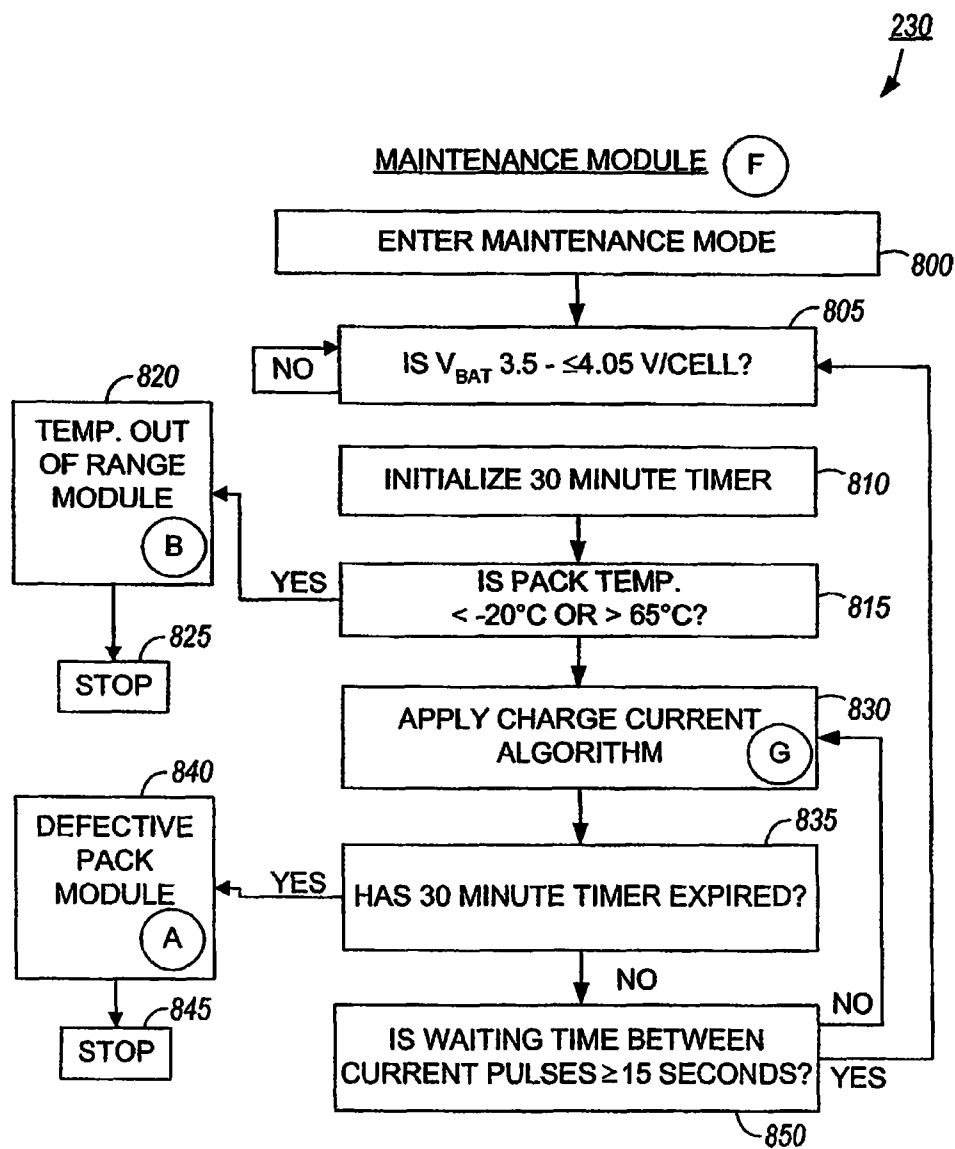 230
MAINTENANCE MODULE F
ENTER MAINTENANCE MODE
800
805
IS VBAT 3.5 - ≤4.05 V/CELL?
NO
820
TEMP. OUT
OF RANGE
MODULE
B
INITIALIZE 30 MINUTE TIMER
810
YES
IS PACK TEMP.
< -20°C OR > 65°C?
815
825
STOP
APPLY CHARGE CURRENT
ALGORITHM
G
830
840
DEFECTIVE
PACK
MODULE
A
835
YES
HAS 30 MINUTE TIMER EXPIRED?
NO
845
STOP
IS WAITING TIME BETWEEN
CURRENT PULSES ≥ 15 SECONDS?
NO
YES
850